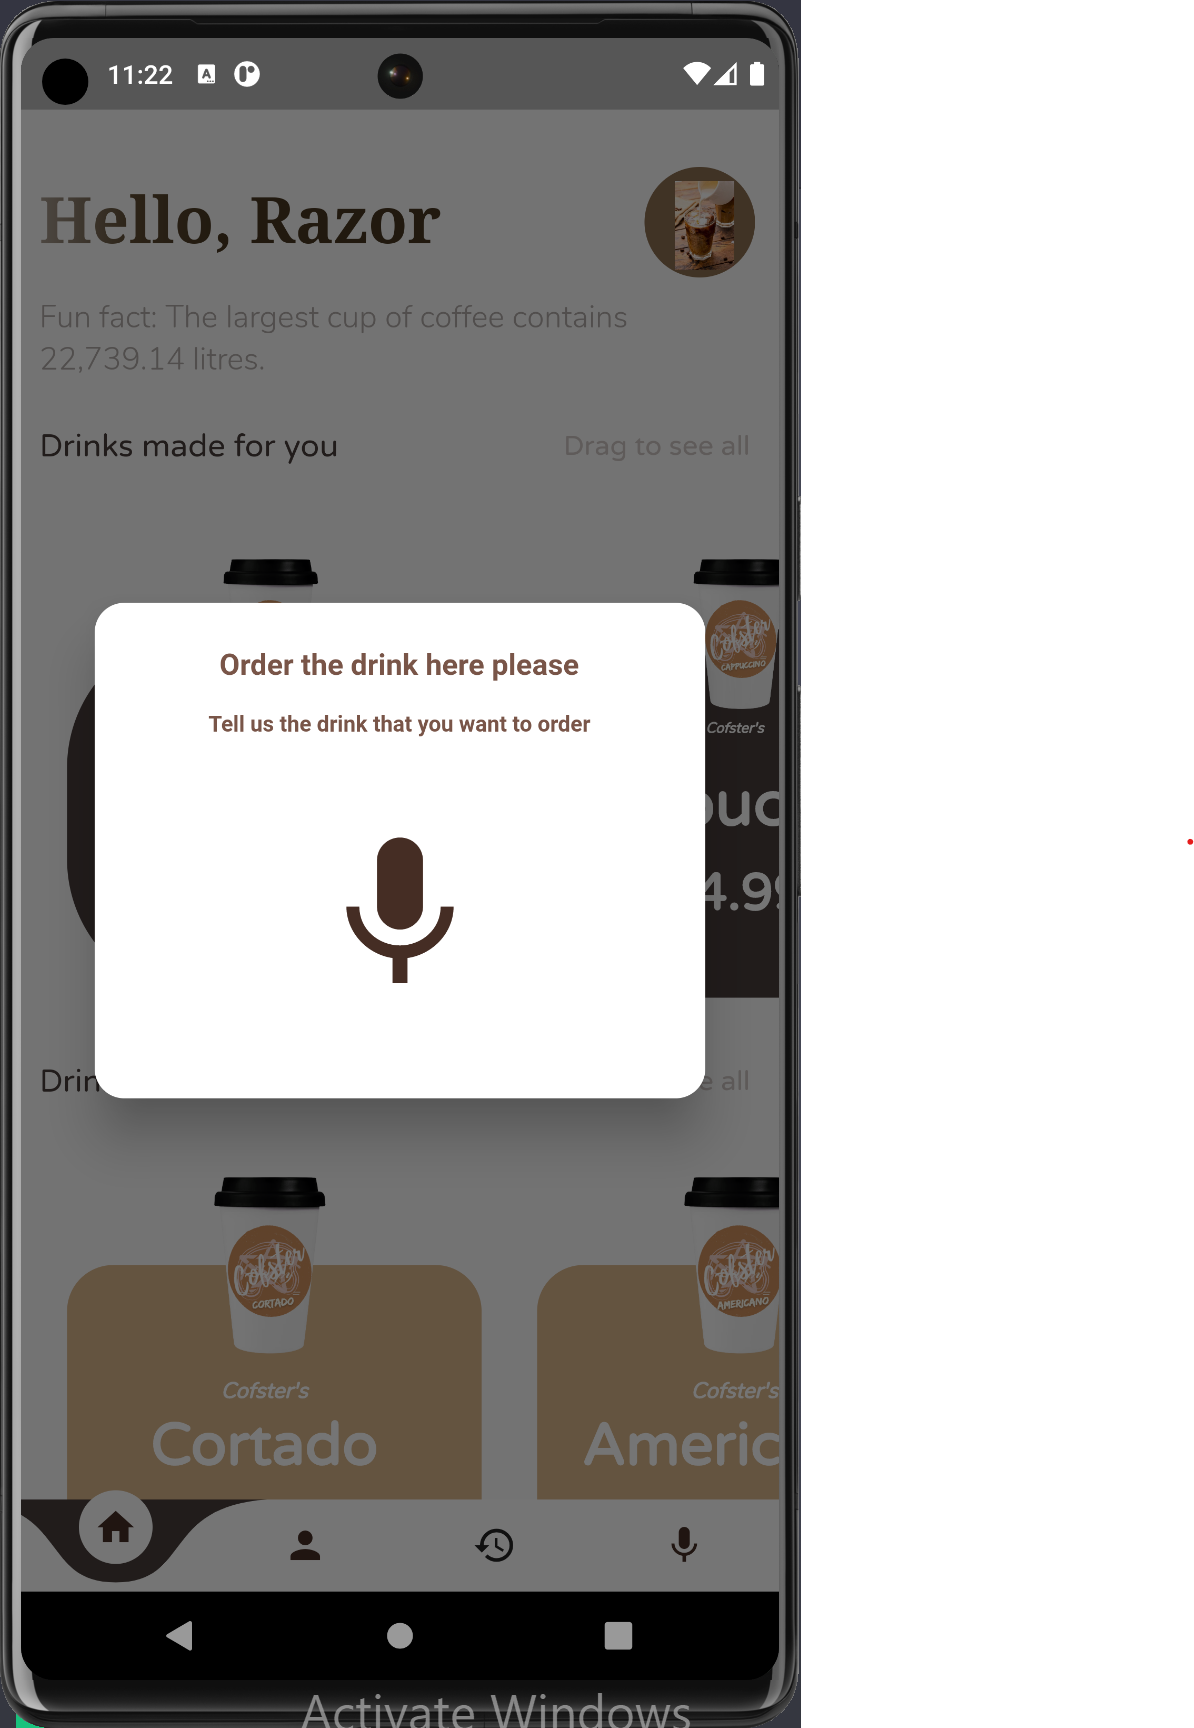 11:22
Hello, Razor
Fun fact: The largest cup of coffee contains
22,739.14 litres.
Drinks made for you
Drag to see all
Order the drink here please
Tell us the drink that you want to order
Cofster
CAPPUCCINO
Cofster's
puc
4.99
Drin
e all
Cofster
CORTADO
Cofster
AMERICANO
Cofster's
Cofster's
Cortado
Americ
Activate Windows